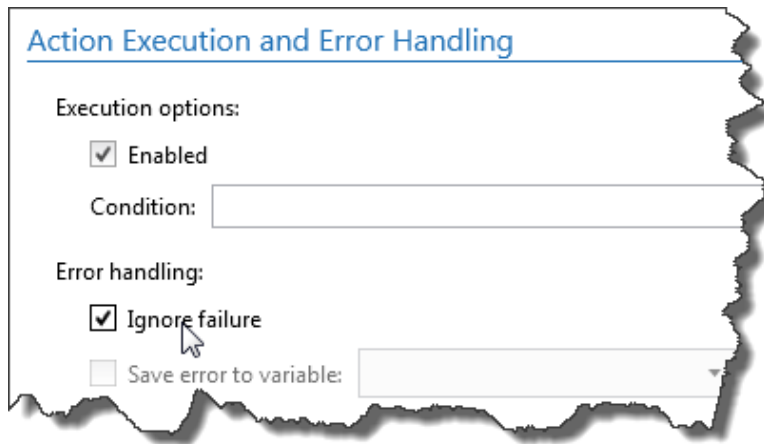 Action Execution and Error Handling
Execution options:
Enabled
Condition:
Error handling:
Ignore failure
Save error to variable: